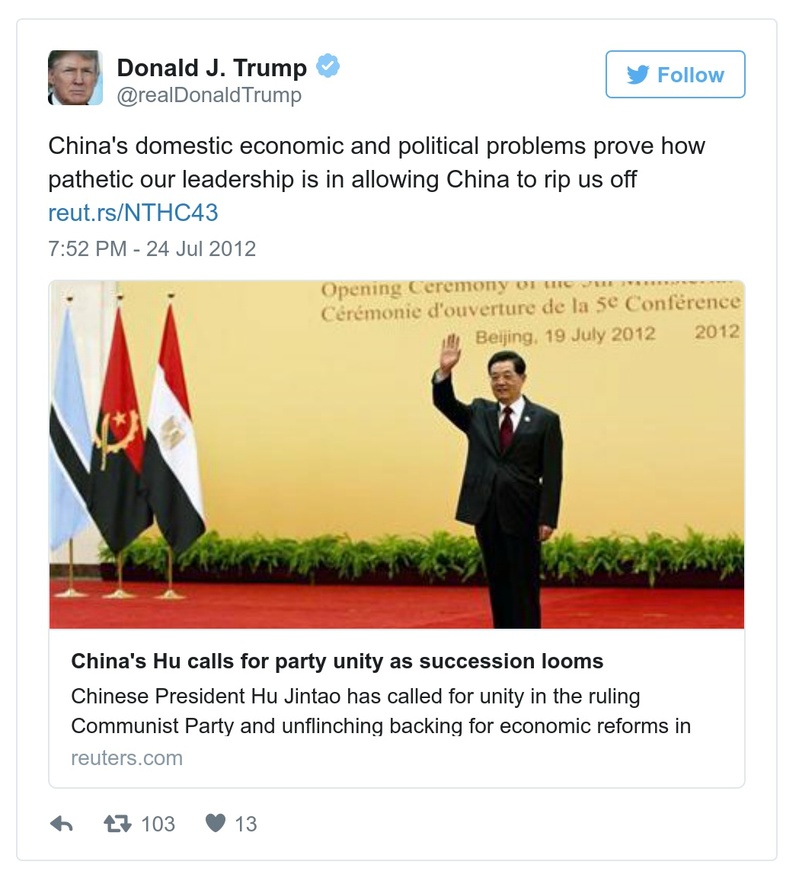 Donald J. Trump
@realDonaldTrump
Follow
China's domestic economic and political problems prove how
pathetic our leadership is in allowing China to rip us off
reut.rs/NTHC43
7:52 PM - 24 Jul 2012
Opening Ceremony of the 5th Ministerial
Cérémonie d'ouverture de la 5e Conférence
Beijing, 19 July 2012 2012
China's Hu calls for party unity as succession looms
Chinese President Hu Jintao has called for unity in the ruling
Communist Party and unflinching backing for economic reforms in
reuters.com
103 13